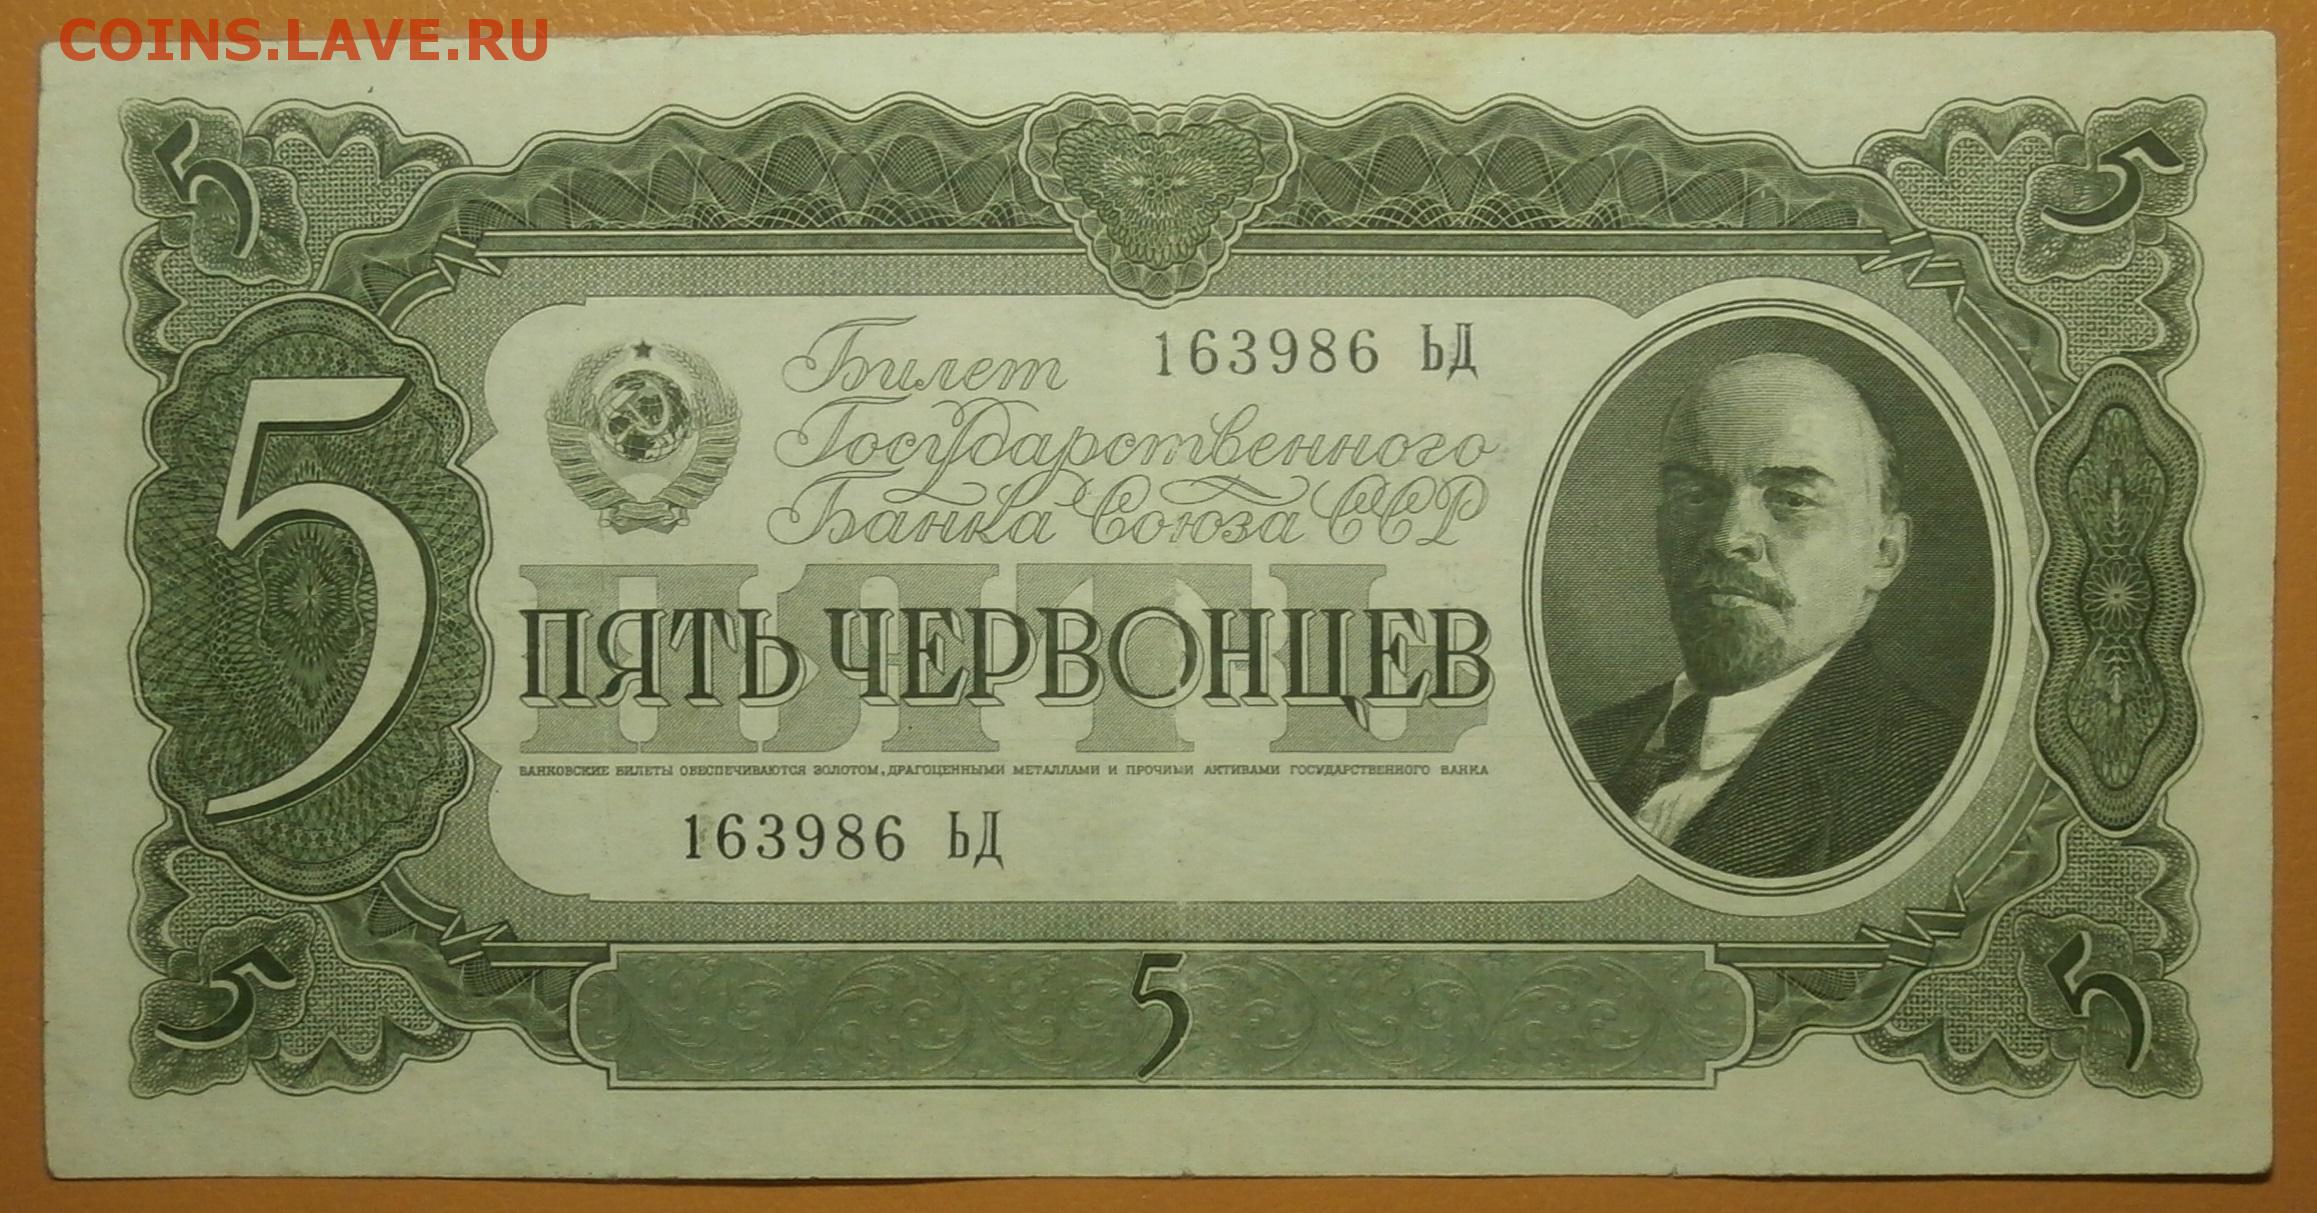 COINS.LAVE.RU
5
5
Билет 163986 ЬД
Государственного
Банка Союза ССР
5
ПЯТЬ
ПЯТЬ ЧЕРВОНЦЕВ
БАНКОВСКИЕ БИЛЕТЫ ОБЕСПЕЧИВАЮТСЯ ЗОЛОТОМ, ДРАГОЦЕННЫМИ МЕТАЛЛАМИ И ПРОЧИМИ АКТИВАМИ ГОСУДАРСТВЕННОГО БАНКА
163986 ЬД
5
5
5